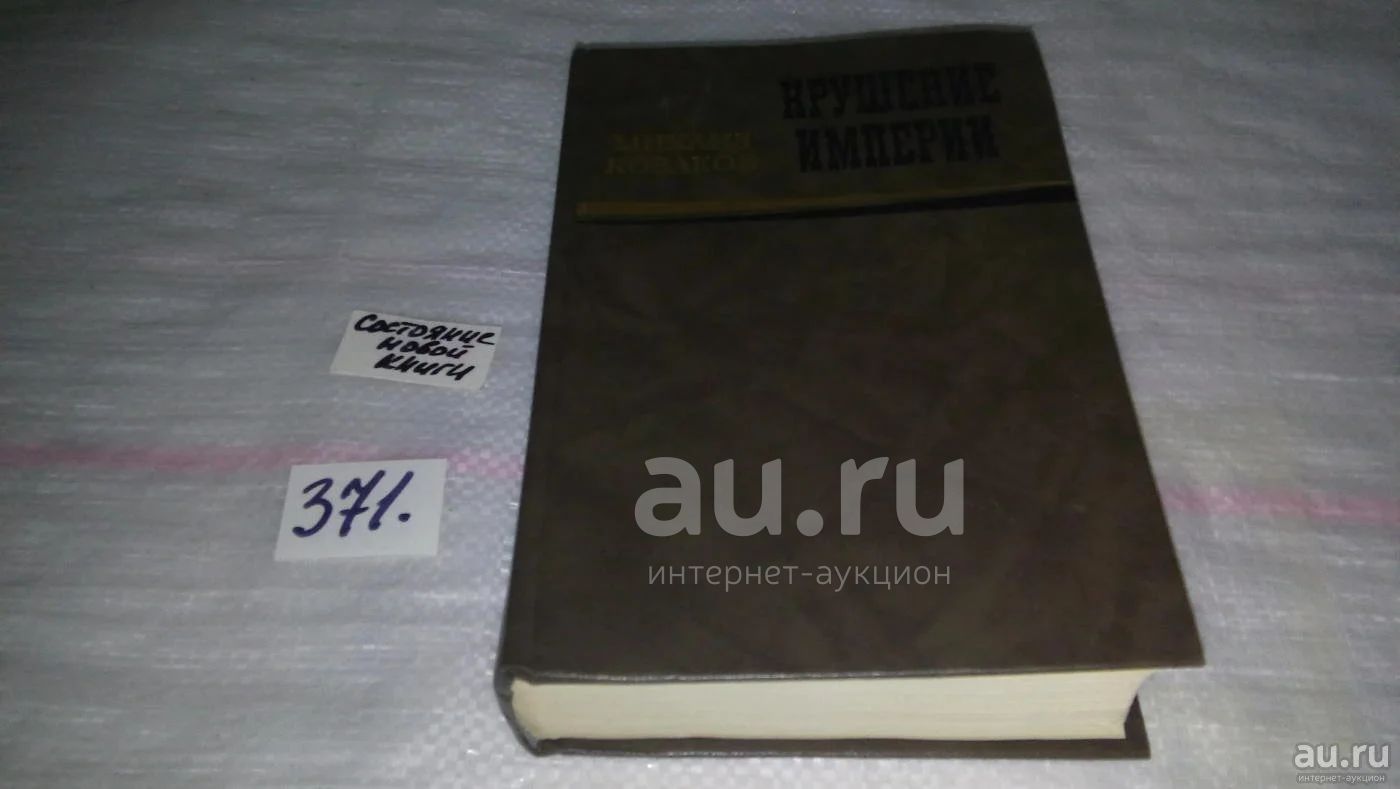 КРУШЕНИЕ
ИМПЕРИИ
МИХАИЛ
КОЗАКОВ
Состояние
новой
книги
371.
au.ru
интернет-аукцион
au.ru
интернет-аукцион